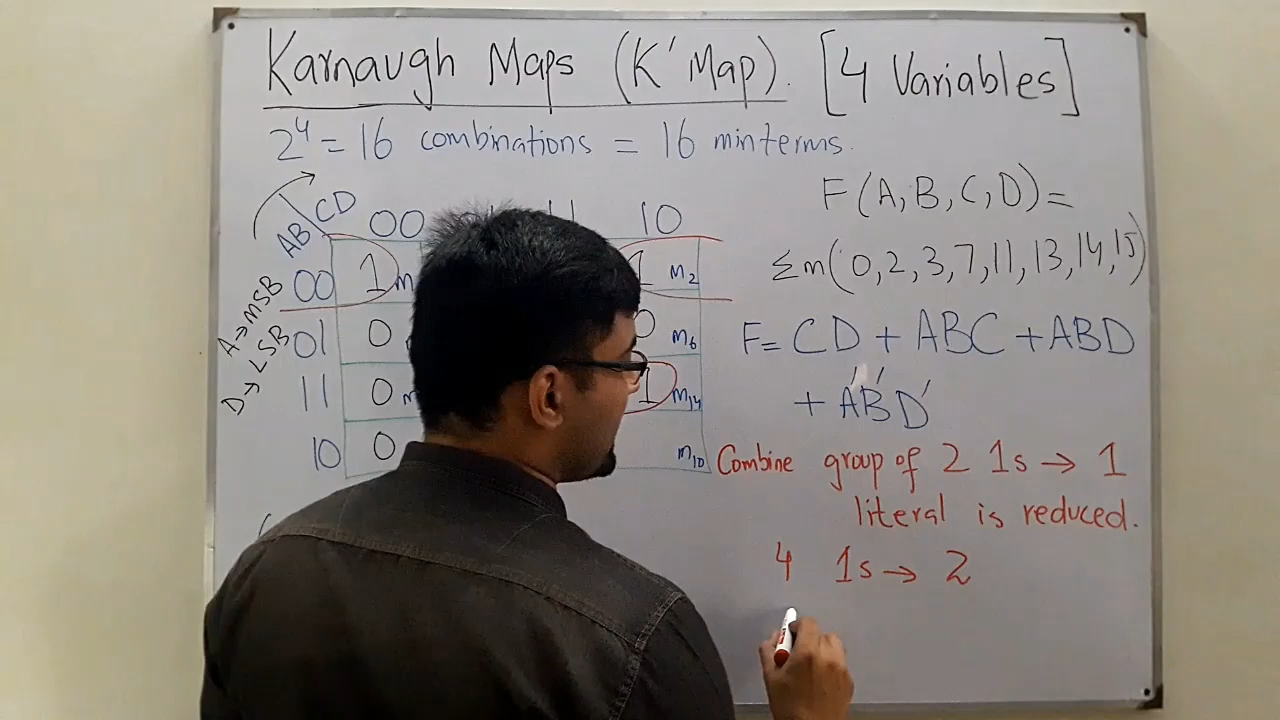 Karnaugh Maps (K'Map). [4 Variables]
2⁴ = 16 combinations = 16 minterms.
F(A,B,C,D)=
Σm(0,2,3,7,11,13,14,15)
F= CD + ABC + ABD
+ A'B'D'
Combine group of 2 1s → 1
literal is reduced.
4 1s → 2
A→MSB
D→LSB
AB\CD 00 11 10
00 1 m 1 m₂
01 0 0 m₆
11 0 m 1 m₁₄
10 0 m₁₀